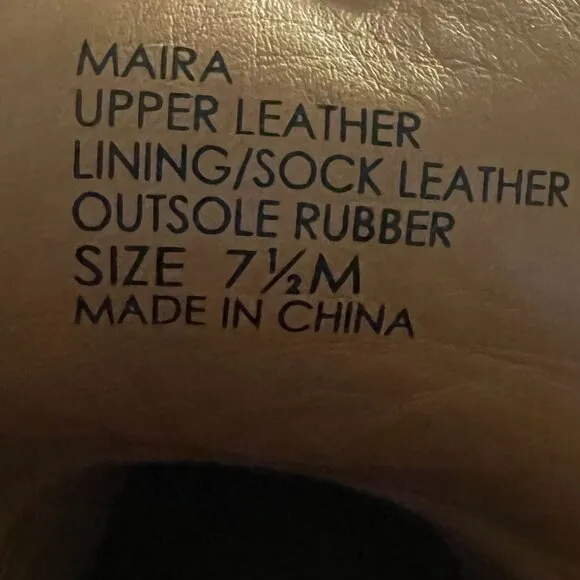 MAIRA
UPPER LEATHER
LINING/SOCK LEATHER
OUTSOLE RUBBER
SIZE 7½M
MADE IN CHINA